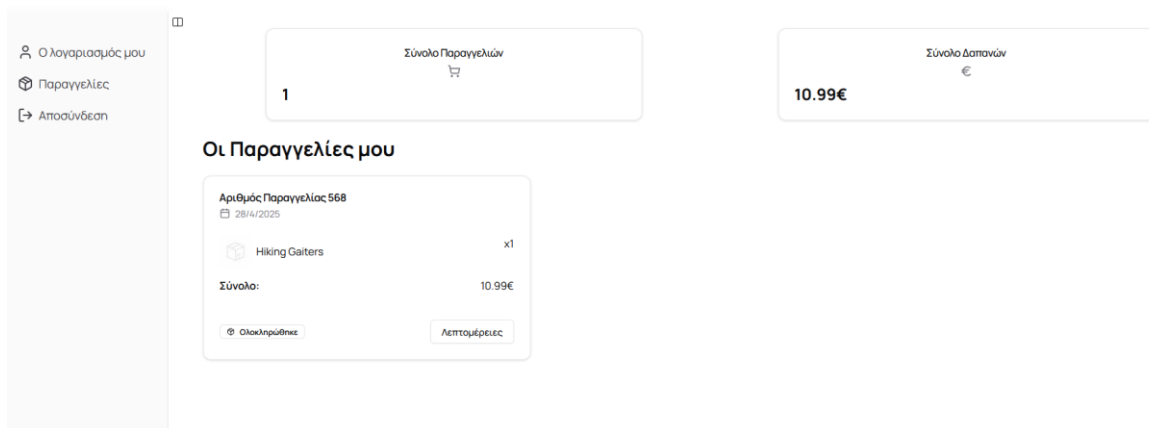 Ο λογαριασμός μου
Παραγγελίες
Αποσύνδεση
Σύνολο Παραγγελιών
1
Σύνολο Δαπανών
€
10.99€
Οι Παραγγελίες μου
Αριθμός Παραγγελίας 568
28/4/2025
Hiking Gaiters x1
Σύνολο: 10.99€
Ολοκληρώθηκε Λεπτομέρειες